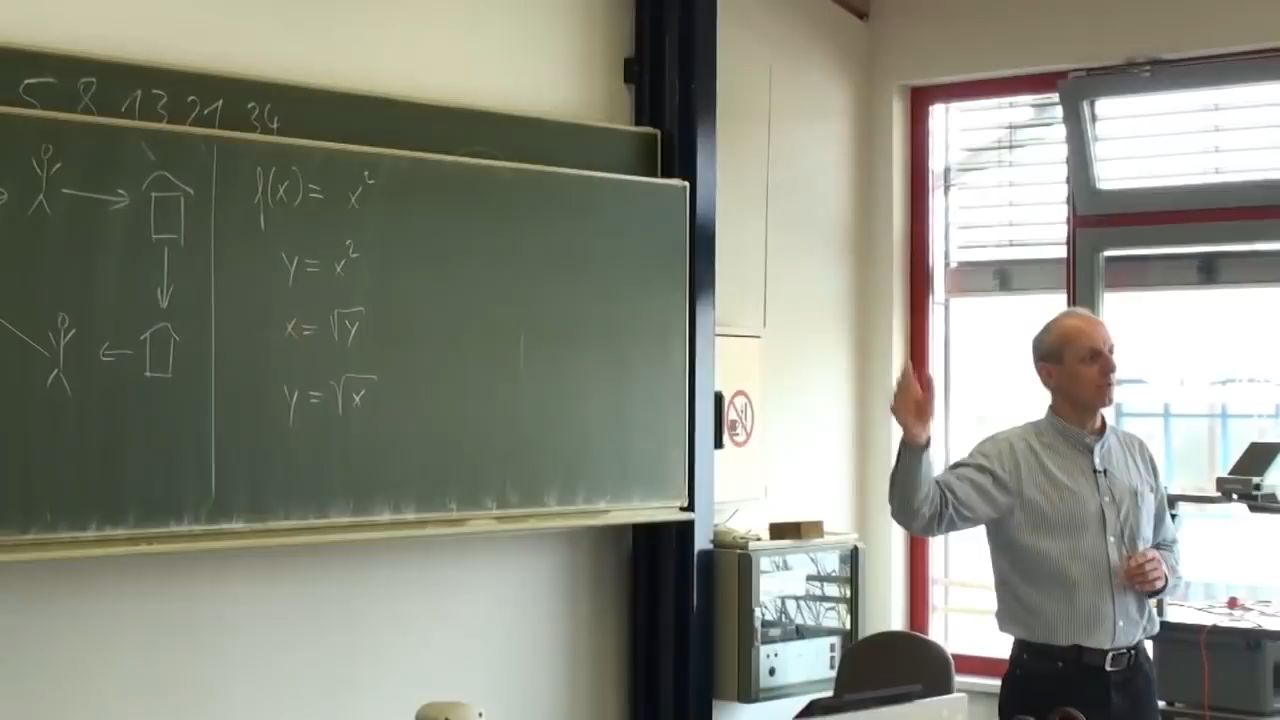 5 8 13 21 34
f(x) = x²
y = x²
x = √y
y = √x